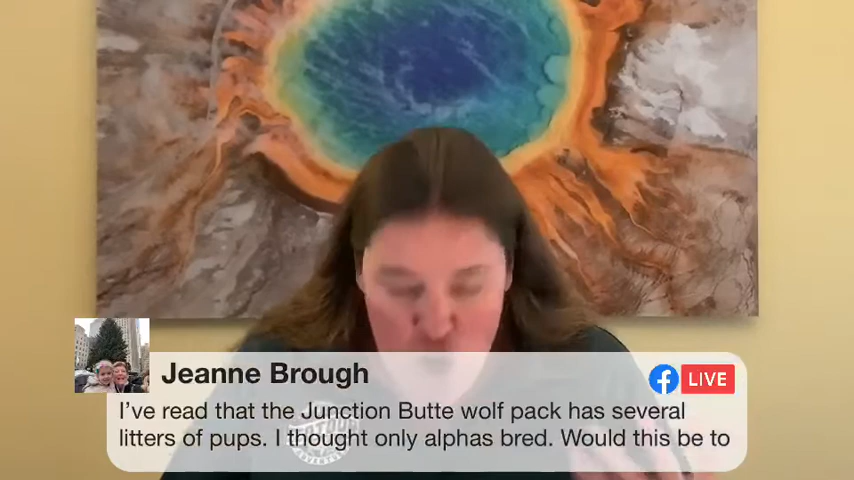 Jeanne Brough
LIVE
I've read that the Junction Butte wolf pack has several
litters of pups. I thought only alphas bred. Would this be to